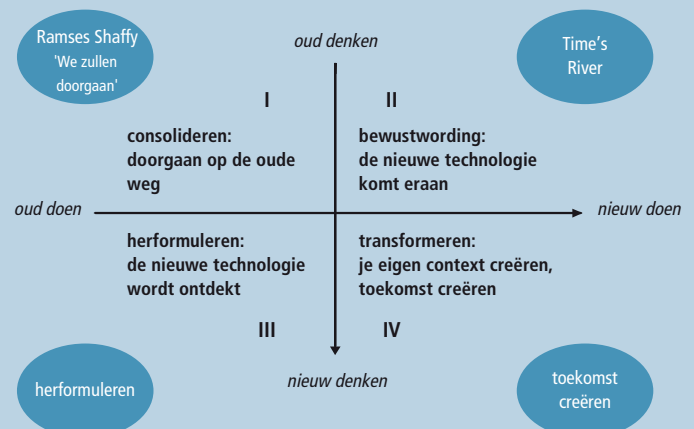 Ramses Shaffy
'We zullen
doorgaan'
oud denken
Time's
River
I
II
consolideren:
doorgaan op de oude
weg
bewustwording:
de nieuwe technologie
komt eraan
oud doen
nieuw doen
herformuleren:
de nieuwe technologie
wordt ontdekt
transformeren:
je eigen context creëren,
toekomst creëren
III
IV
herformuleren
nieuw denken
toekomst
creëren